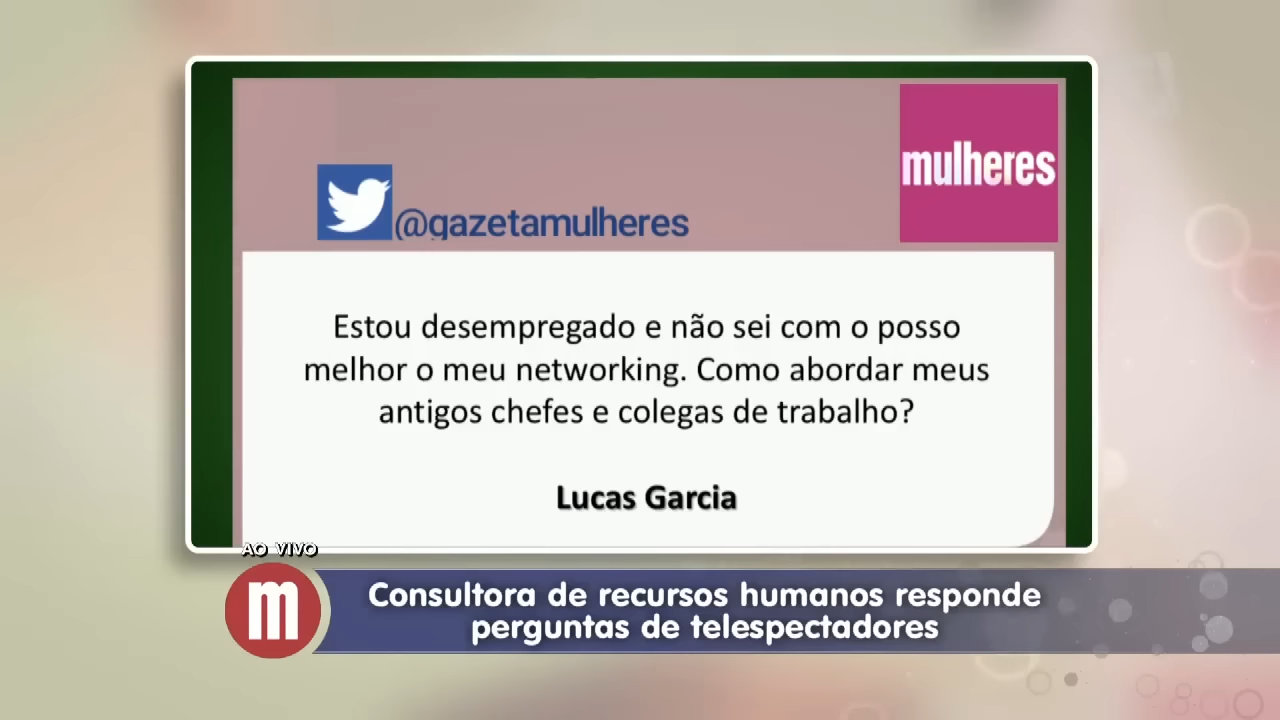 mulheres
@gazetamulheres
Estou desempregado e não sei com o posso
melhor o meu networking. Como abordar meus
antigos chefes e colegas de trabalho?
Lucas Garcia
AO VIVO
m
Consultora de recursos humanos responde
perguntas de telespectadores